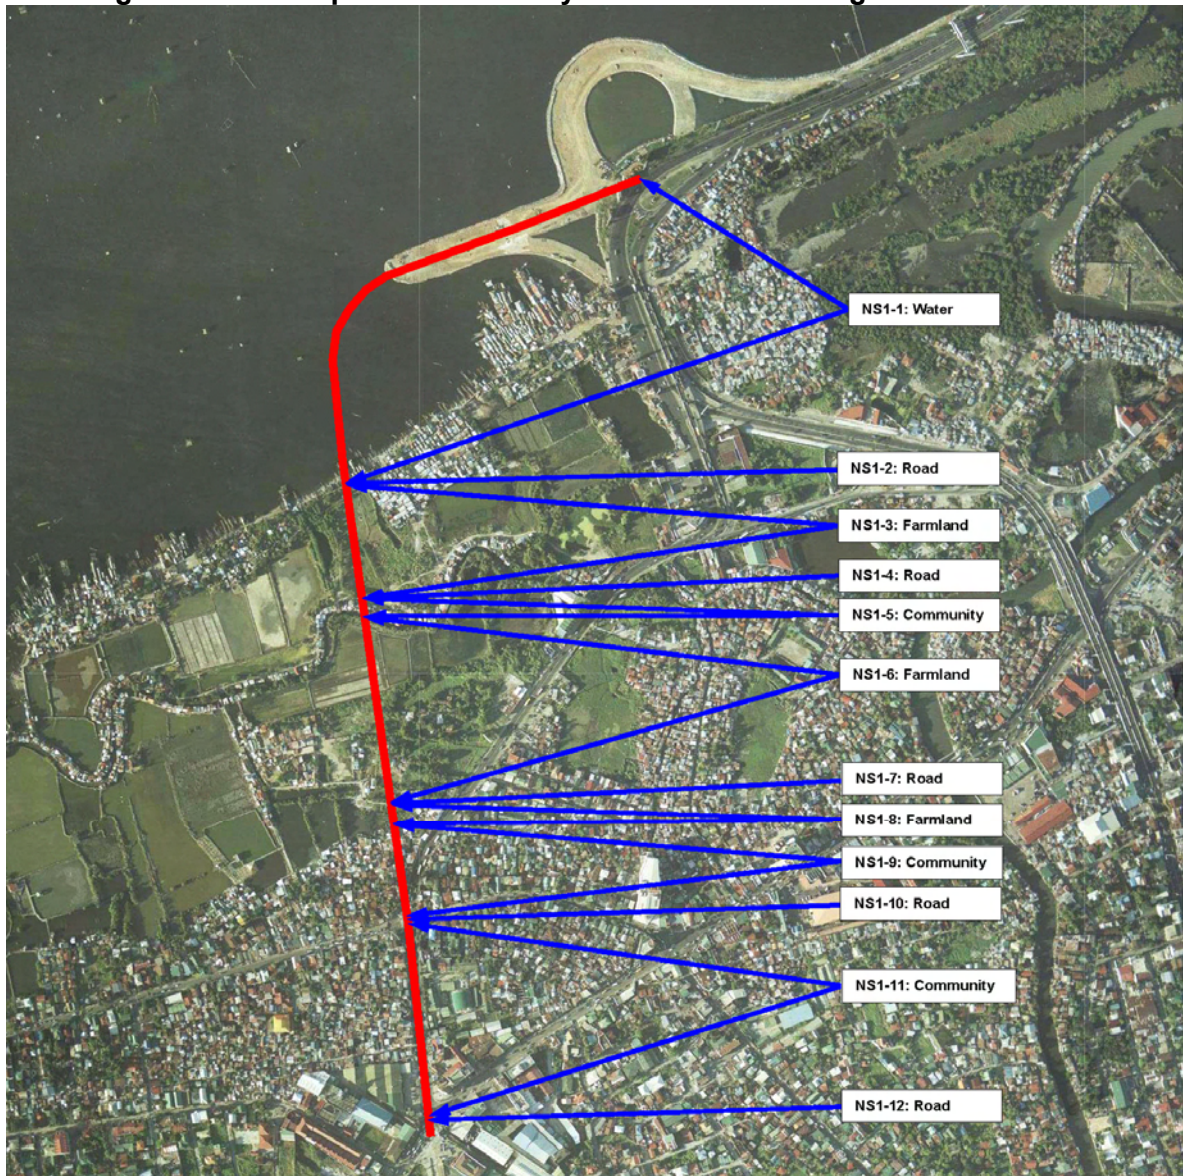 NS1-1: Water
NS1-2: Road
NS1-3: Farmland
NS1-4: Road
NS1-5: Community
NS1-6: Farmland
NS1-7: Road
NS1-8: Farmland
NS1-9: Community
NS1-10: Road
NS1-11: Community
NS1-12: Road